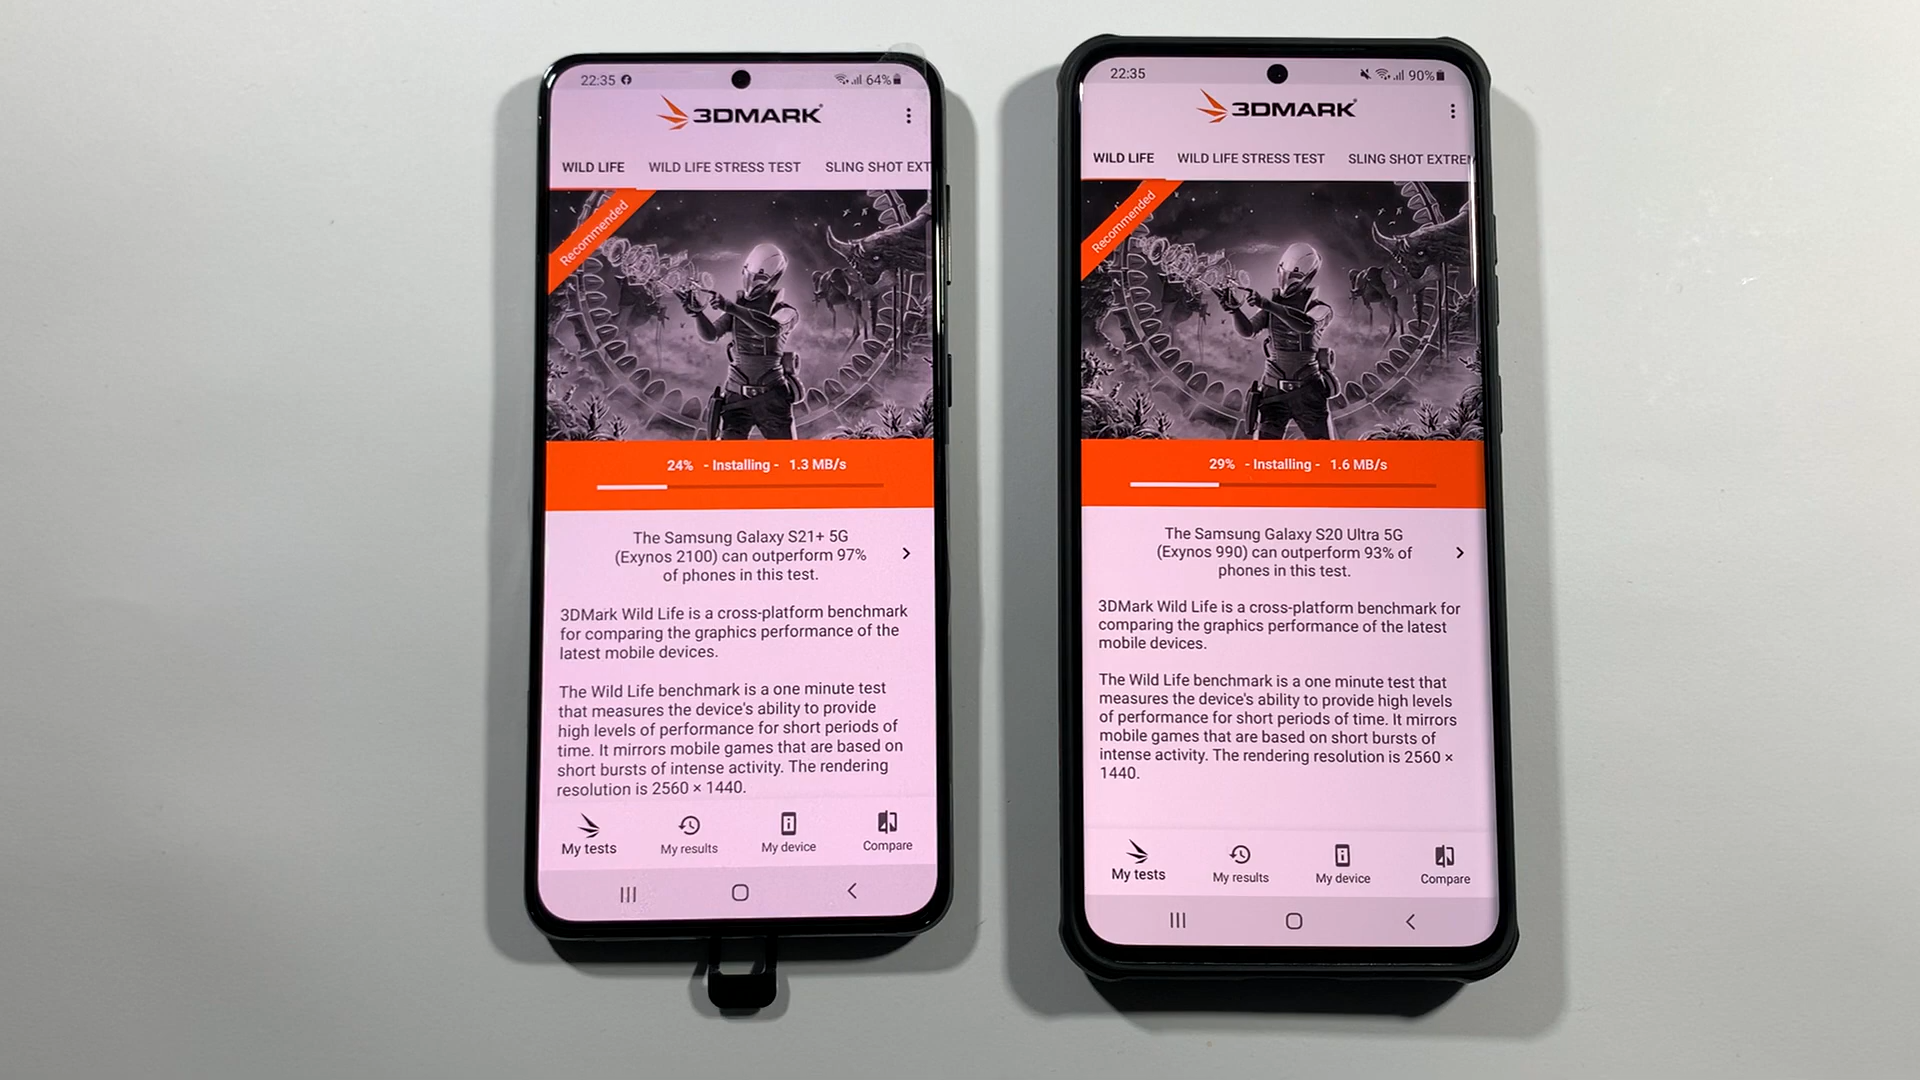 22:35
64%
3DMARK
WILD LIFE WILD LIFE STRESS TEST SLING SHOT EXT
Recommended
24% - Installing - 1.3 MB/s
The Samsung Galaxy S21+ 5G
(Exynos 2100) can outperform 97%
of phones in this test.
3DMark Wild Life is a cross-platform benchmark
for comparing the graphics performance of the
latest mobile devices.
The Wild Life benchmark is a one minute test
that measures the device's ability to provide
high levels of performance for short periods of
time. It mirrors mobile games that are based on
short bursts of intense activity. The rendering
resolution is 2560 × 1440.
My tests My results My device Compare
22:35
90%
3DMARK
WILD LIFE WILD LIFE STRESS TEST SLING SHOT EXTREM
Recommended
29% - Installing - 1.6 MB/s
The Samsung Galaxy S20 Ultra 5G
(Exynos 990) can outperform 93% of
phones in this test.
3DMark Wild Life is a cross-platform benchmark for
comparing the graphics performance of the latest
mobile devices.
The Wild Life benchmark is a one minute test that
measures the device's ability to provide high levels
of performance for short periods of time. It mirrors
mobile games that are based on short bursts of
intense activity. The rendering resolution is 2560 ×
1440.
My tests My results My device Compare